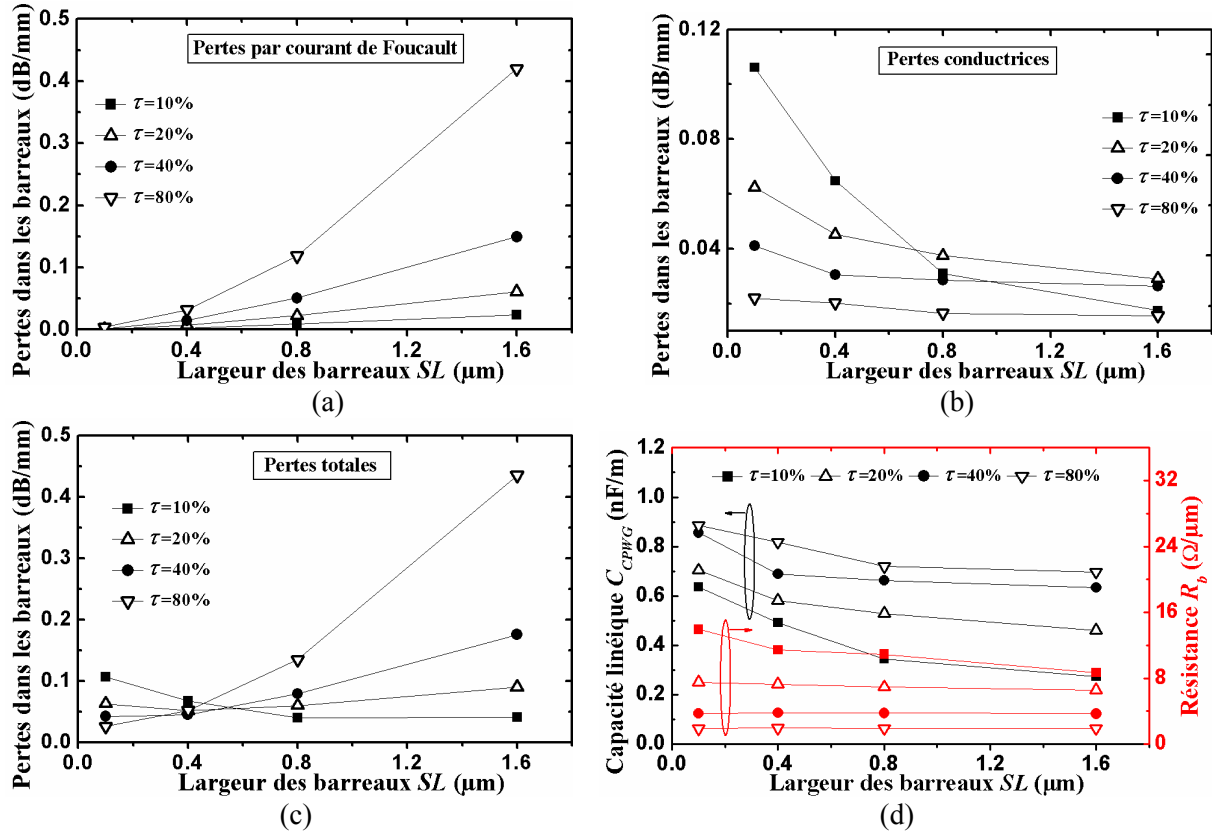 Pertes dans les barreaux (dB/mm)
0.5
0.4
0.3
0.2
0.1
0.0
Pertes par courant de Foucault
τ=10%
τ=20%
τ=40%
τ=80%
0.0 0.4 0.8 1.2 1.6
Largeur des barreaux SL (μm)
(a)
Pertes dans les barreaux (dB/mm)
0.12
0.08
0.04
Pertes conductrices
τ=10%
τ=20%
τ=40%
τ=80%
0.0 0.4 0.8 1.2 1.6
Largeur des barreaux SL (μm)
(b)
Pertes dans les barreaux (dB/mm)
0.5
0.4
0.3
0.2
0.1
0.0
Pertes totales
τ=10%
τ=20%
τ=40%
τ=80%
0.0 0.4 0.8 1.2 1.6
Largeur des barreaux SL (μm)
(c)
Capacité linéique C_CPWG (nF/m)
1.2
1.0
0.8
0.6
0.4
0.2
0.0
τ=10% τ=20% τ=40% τ=80%
32
24
16
8
0
Résistance R_b (Ω/μm)
0.0 0.4 0.8 1.2 1.6
Largeur des barreaux SL (μm)
(d)